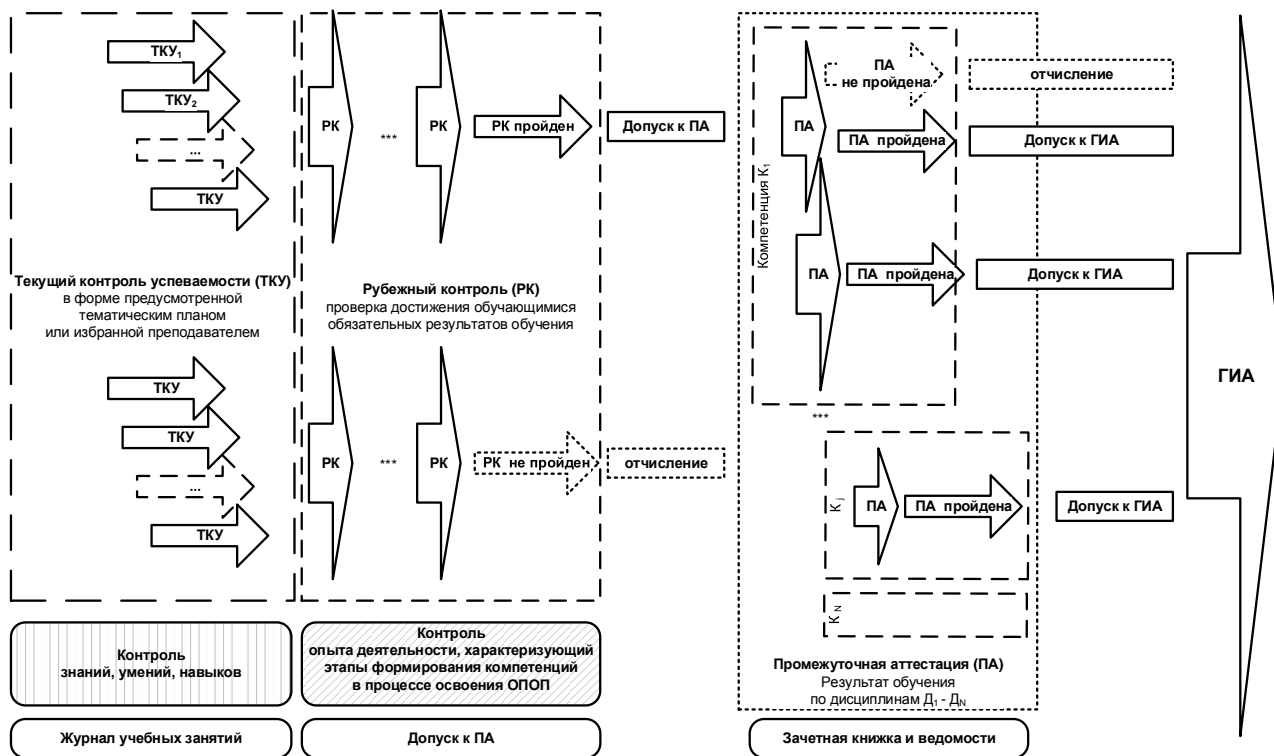 ТКУ₁
ТКУ₂
...
ТКУ
Текущий контроль успеваемости (ТКУ)
в форме предусмотренной
тематическим планом
или избранной преподавателем
ТКУ
ТКУ
...
ТКУ
РК
***
РК
РК пройден
Допуск к ПА
Рубежный контроль (РК)
проверка достижения обучающимися
обязательных результатов обучения
РК
***
РК
РК не пройден
отчисление
Компетенция К₁
ПА
ПА
не пройдена
отчисление
ПА пройдена
Допуск к ГИА
ПА
ПА пройдена
Допуск к ГИА
***
К j
ПА
ПА пройдена
Допуск к ГИА
К N
ГИА
Контроль
знаний, умений, навыков
Контроль
опыта деятельности, характеризующий
этапы формирования компетенций
в процессе освоения ОПОП
Промежуточная аттестация (ПА)
Результат обучения
по дисциплинам Д₁ - Д_N
Журнал учебных занятий
Допуск к ПА
Зачетная книжка и ведомости